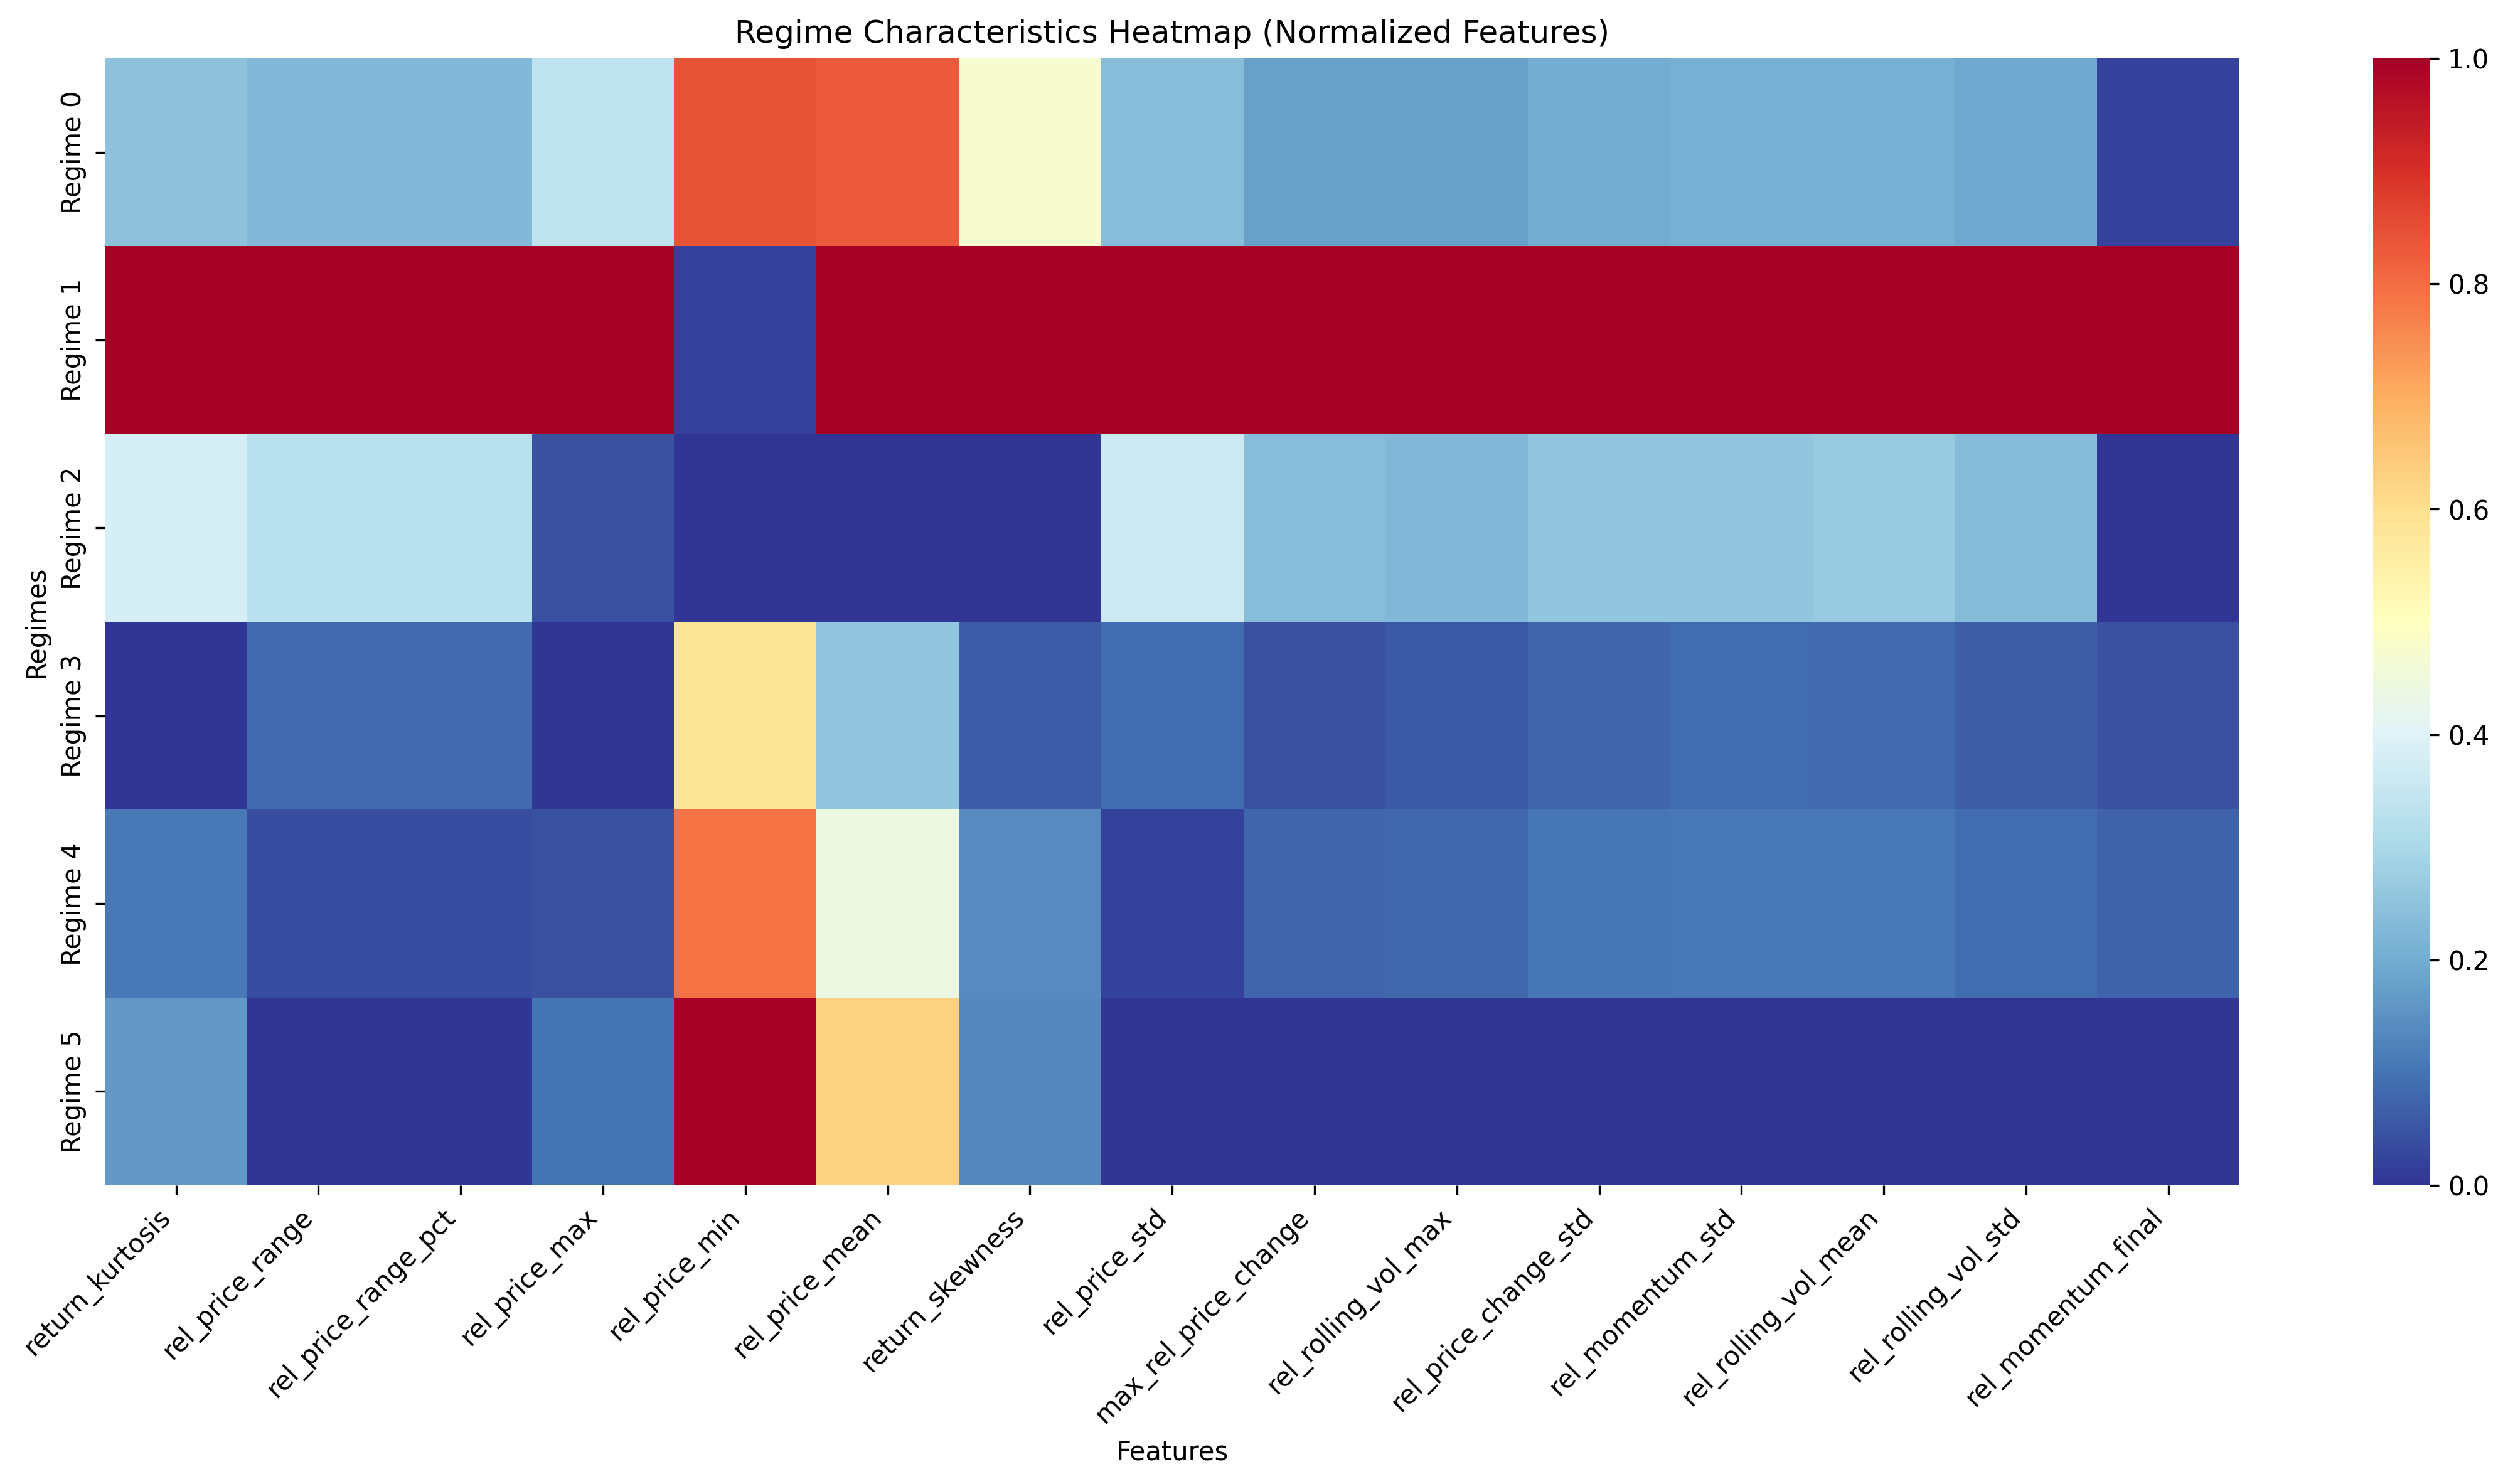 Regime Characteristics Heatmap (Normalized Features)
Regimes
Regime 0
Regime 1
Regime 2
Regime 3
Regime 4
Regime 5
return_kurtosis
rel_price_range
rel_price_range_pct
rel_price_max
rel_price_min
rel_price_mean
return_skewness
rel_price_std
max_rel_price_change
rel_rolling_vol_max
rel_price_change_std
rel_momentum_std
rel_rolling_vol_mean
rel_rolling_vol_std
rel_momentum_final
Features
1.0
0.8
0.6
0.4
0.2
0.0